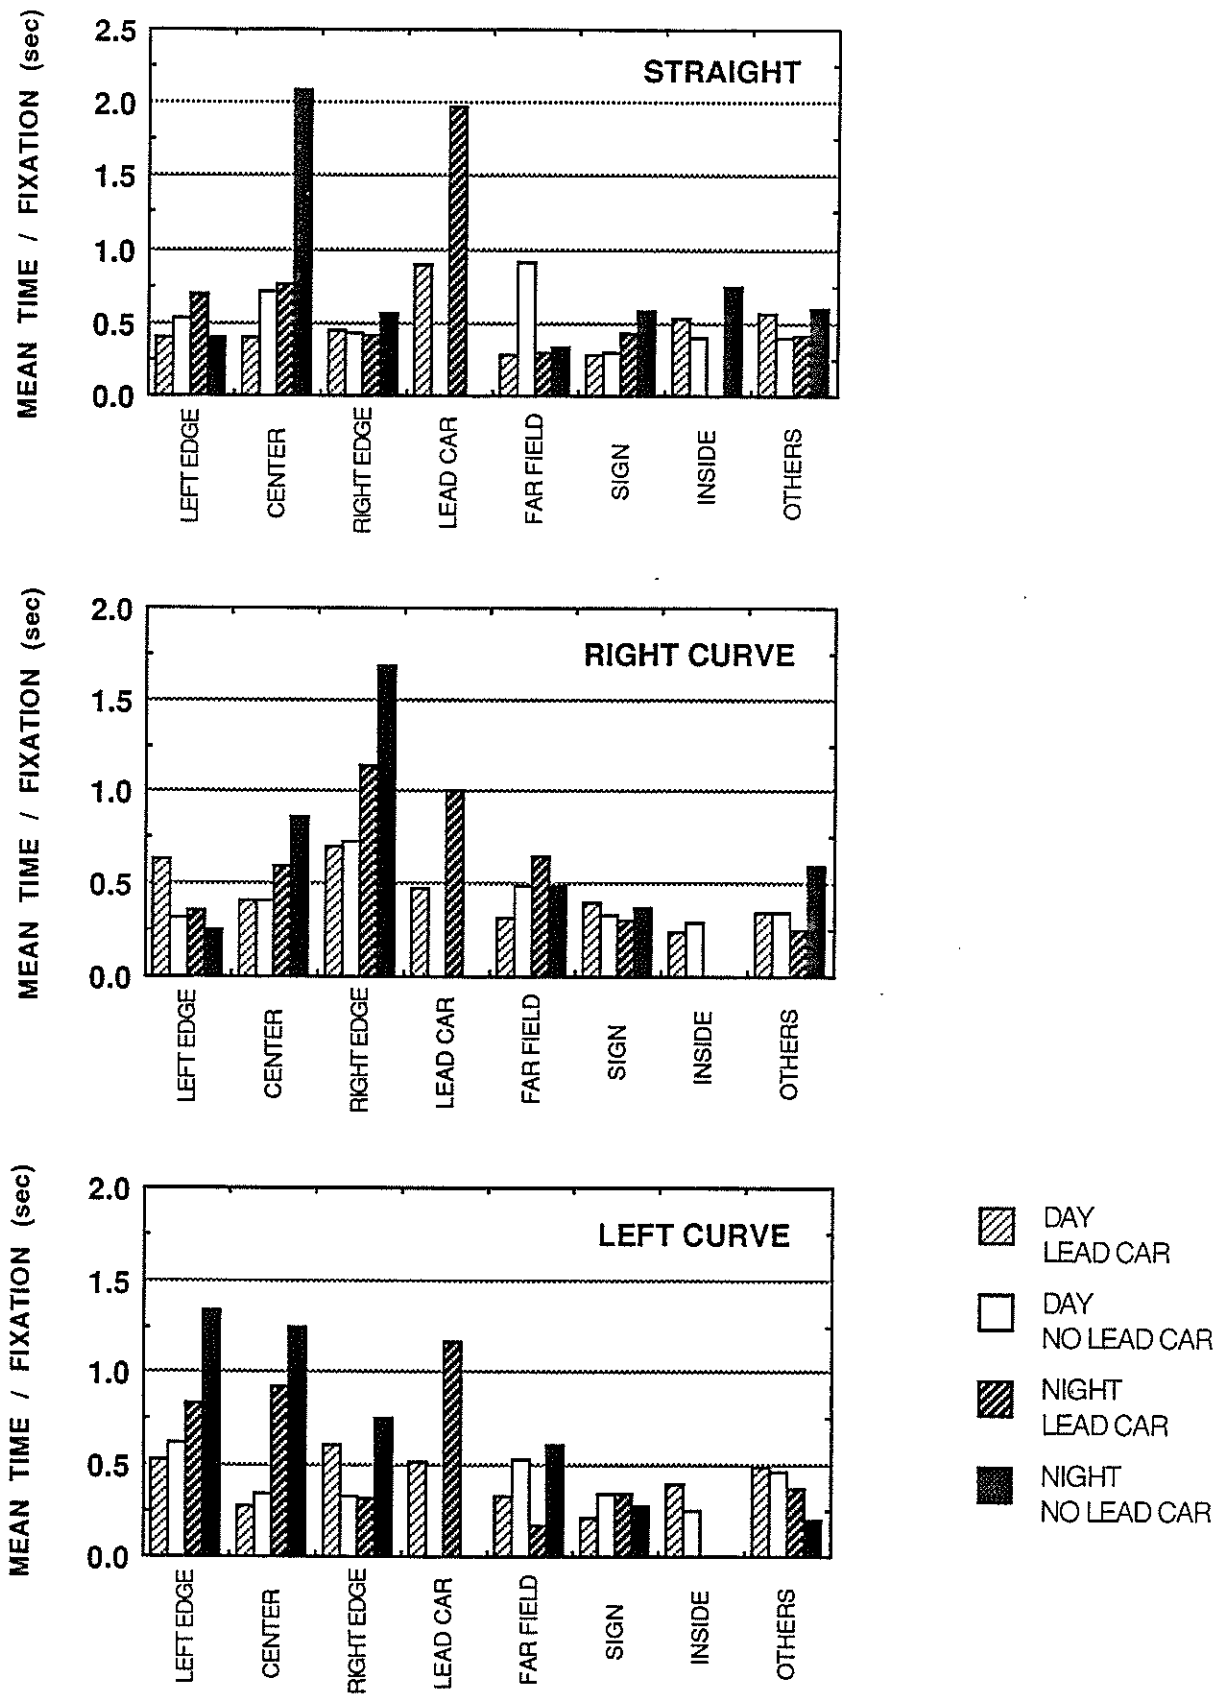 MEAN TIME / FIXATION (sec)
2.5
2.0
1.5
1.0
0.5
0.0
STRAIGHT
LEFT EDGE
CENTER
RIGHT EDGE
LEAD CAR
FAR FIELD
SIGN
INSIDE
OTHERS
MEAN TIME / FIXATION (sec)
2.0
1.5
1.0
0.5
0.0
RIGHT CURVE
LEFT EDGE
CENTER
RIGHT EDGE
LEAD CAR
FAR FIELD
SIGN
INSIDE
OTHERS
MEAN TIME / FIXATION (sec)
2.0
1.5
1.0
0.5
0.0
LEFT CURVE
LEFT EDGE
CENTER
RIGHT EDGE
LEAD CAR
FAR FIELD
SIGN
INSIDE
OTHERS
DAY
LEAD CAR
DAY
NO LEAD CAR
NIGHT
LEAD CAR
NIGHT
NO LEAD CAR